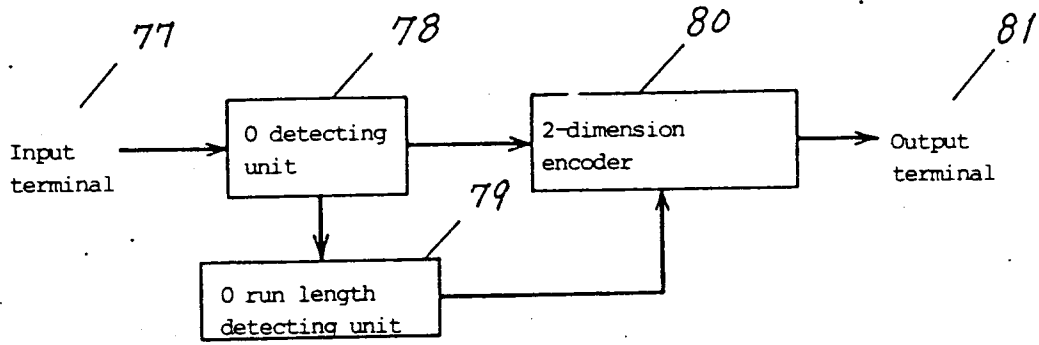 77
78
80
81
Input
terminal
0 detecting
unit
2-dimension
encoder
Output
terminal
79
0 run length
detecting unit